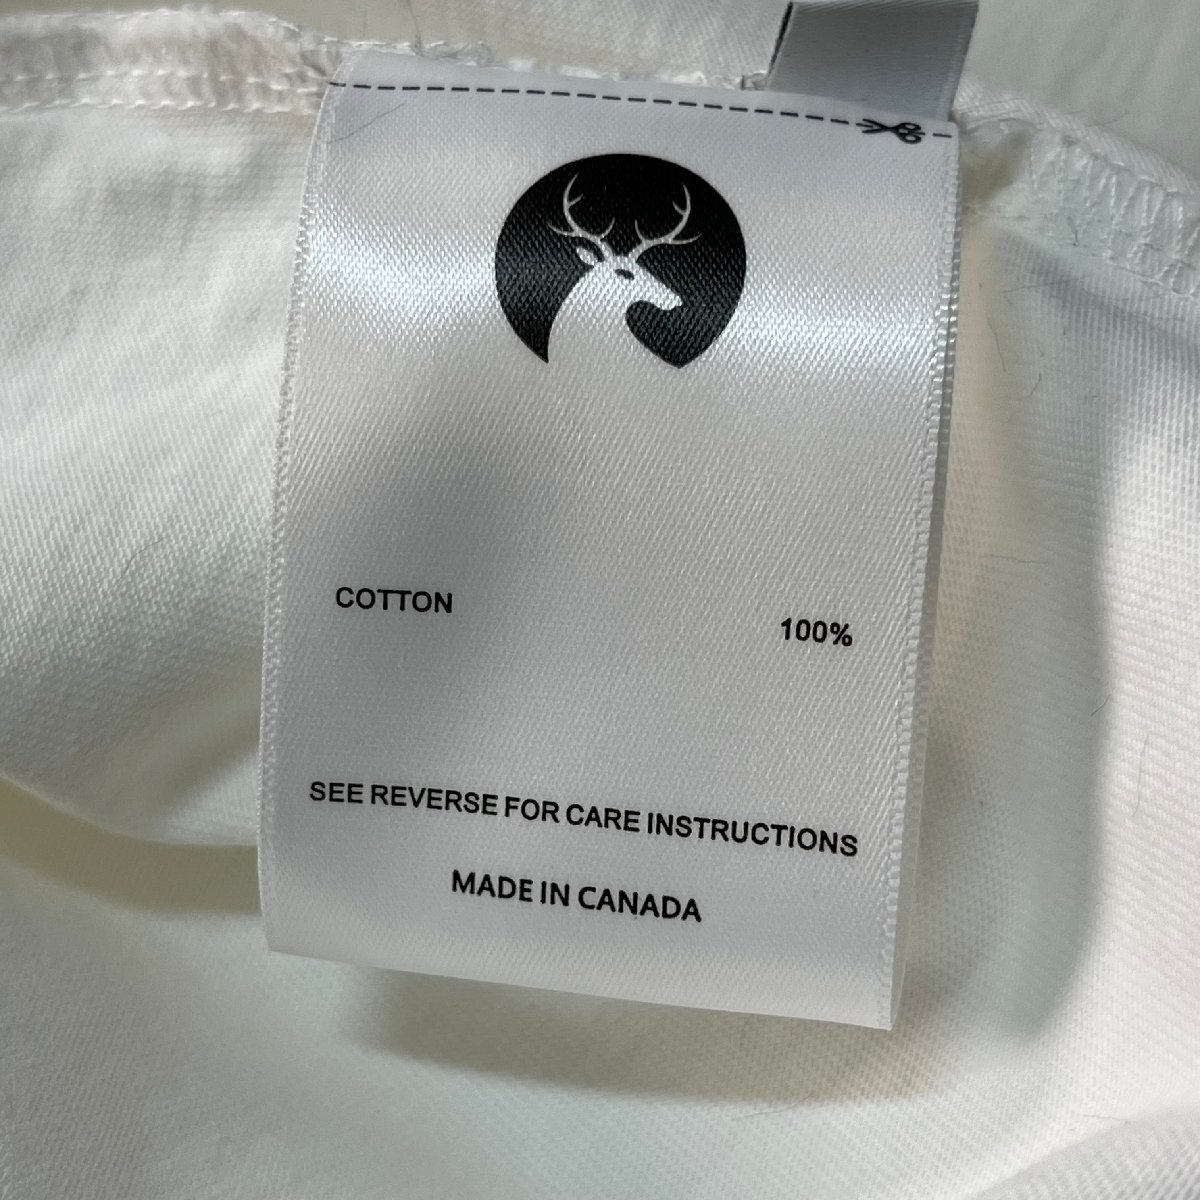 COTTON 100%
SEE REVERSE FOR CARE INSTRUCTIONS
MADE IN CANADA